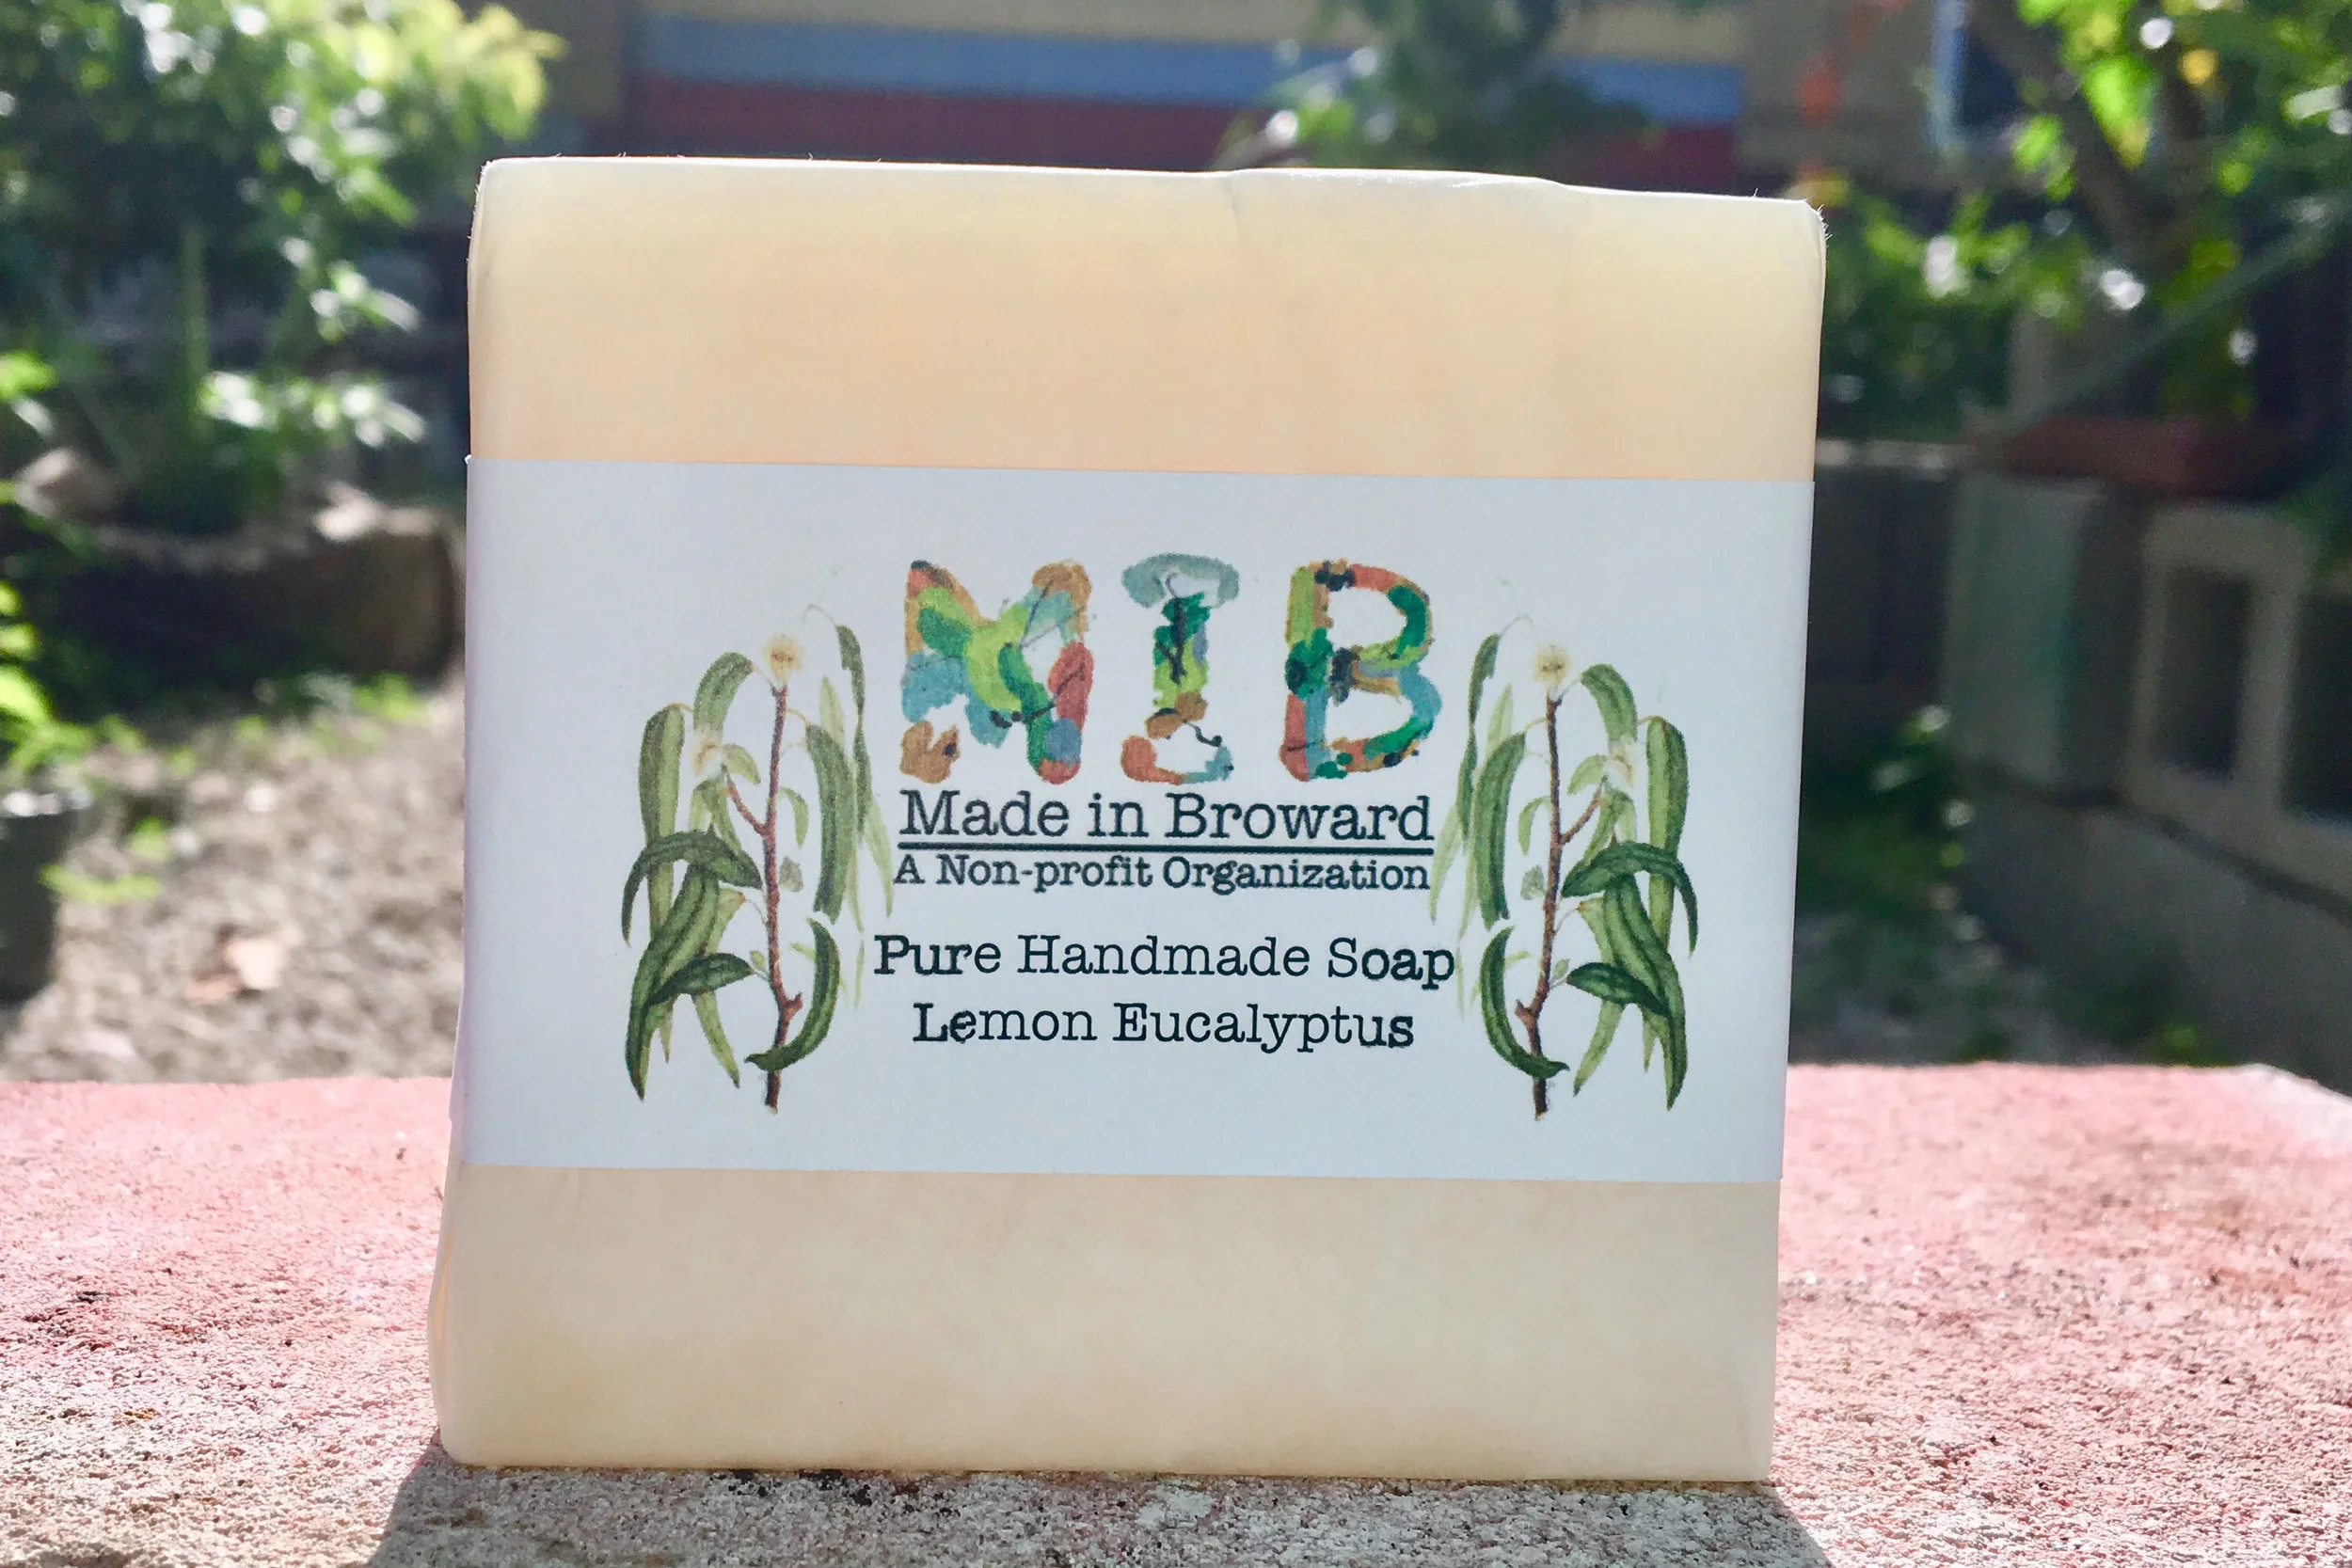 MIB
Made in Broward
A Non-profit Organization
Pure Handmade Soap
Lemon Eucalyptus